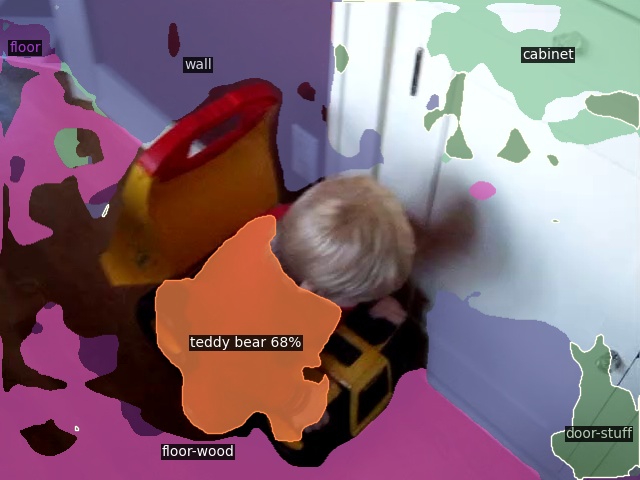 floor
wall
cabinet
teddy bear 68%
door-stuff
floor-wood